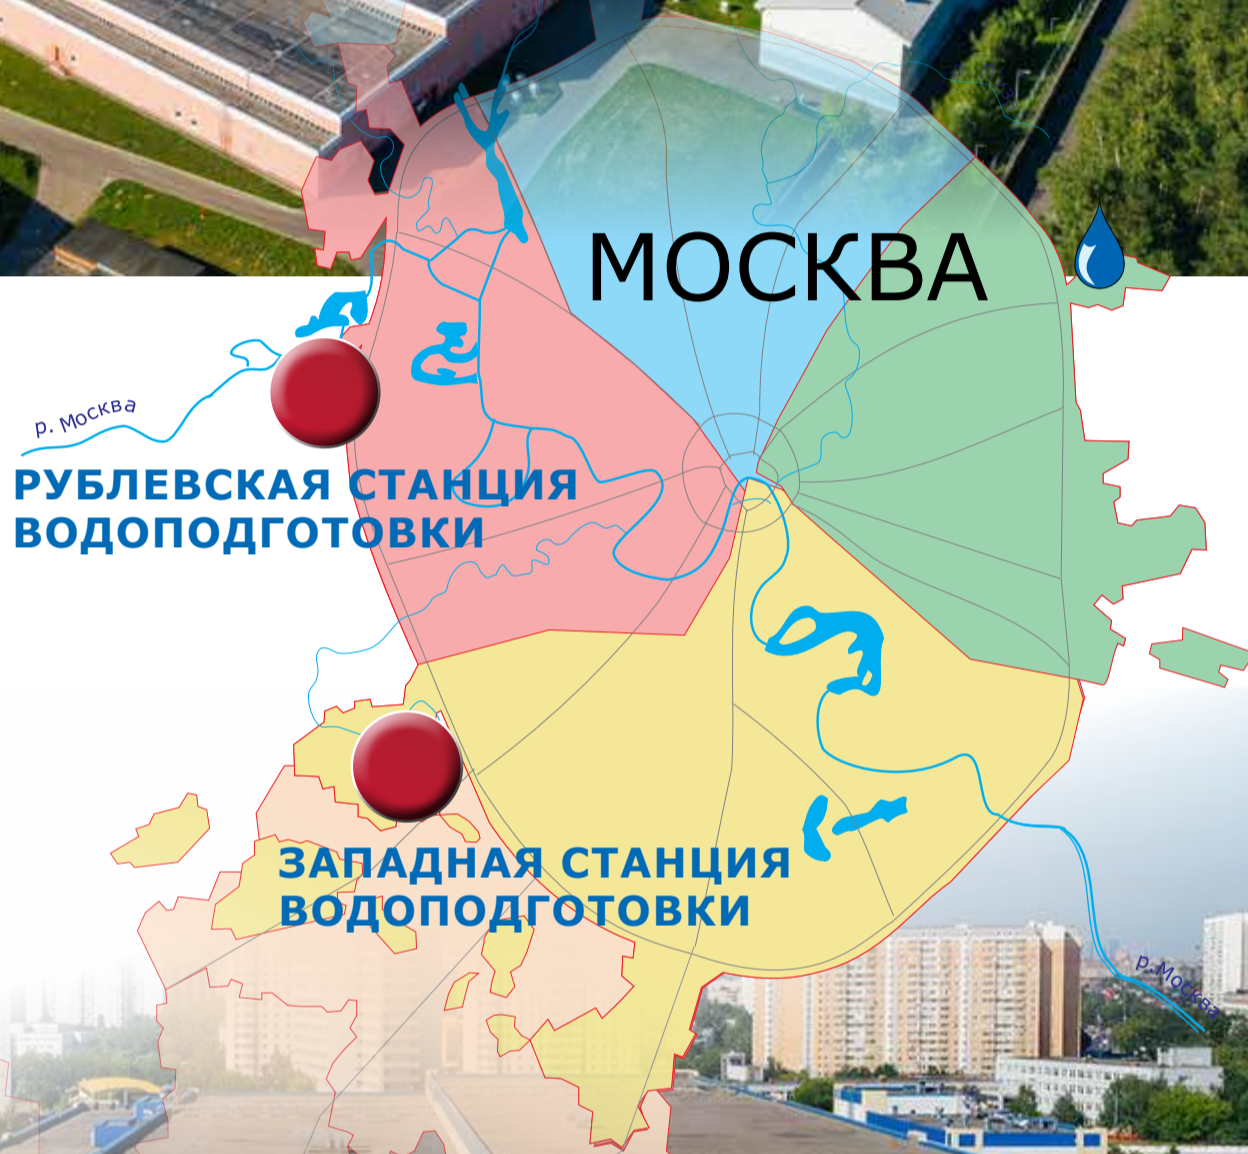 МОСКВА
р. Москва
РУБЛЕВСКАЯ СТАНЦИЯ
ВОДОПОДГОТОВКИ
ЗАПАДНАЯ СТАНЦИЯ
ВОДОПОДГОТОВКИ
р. Москва